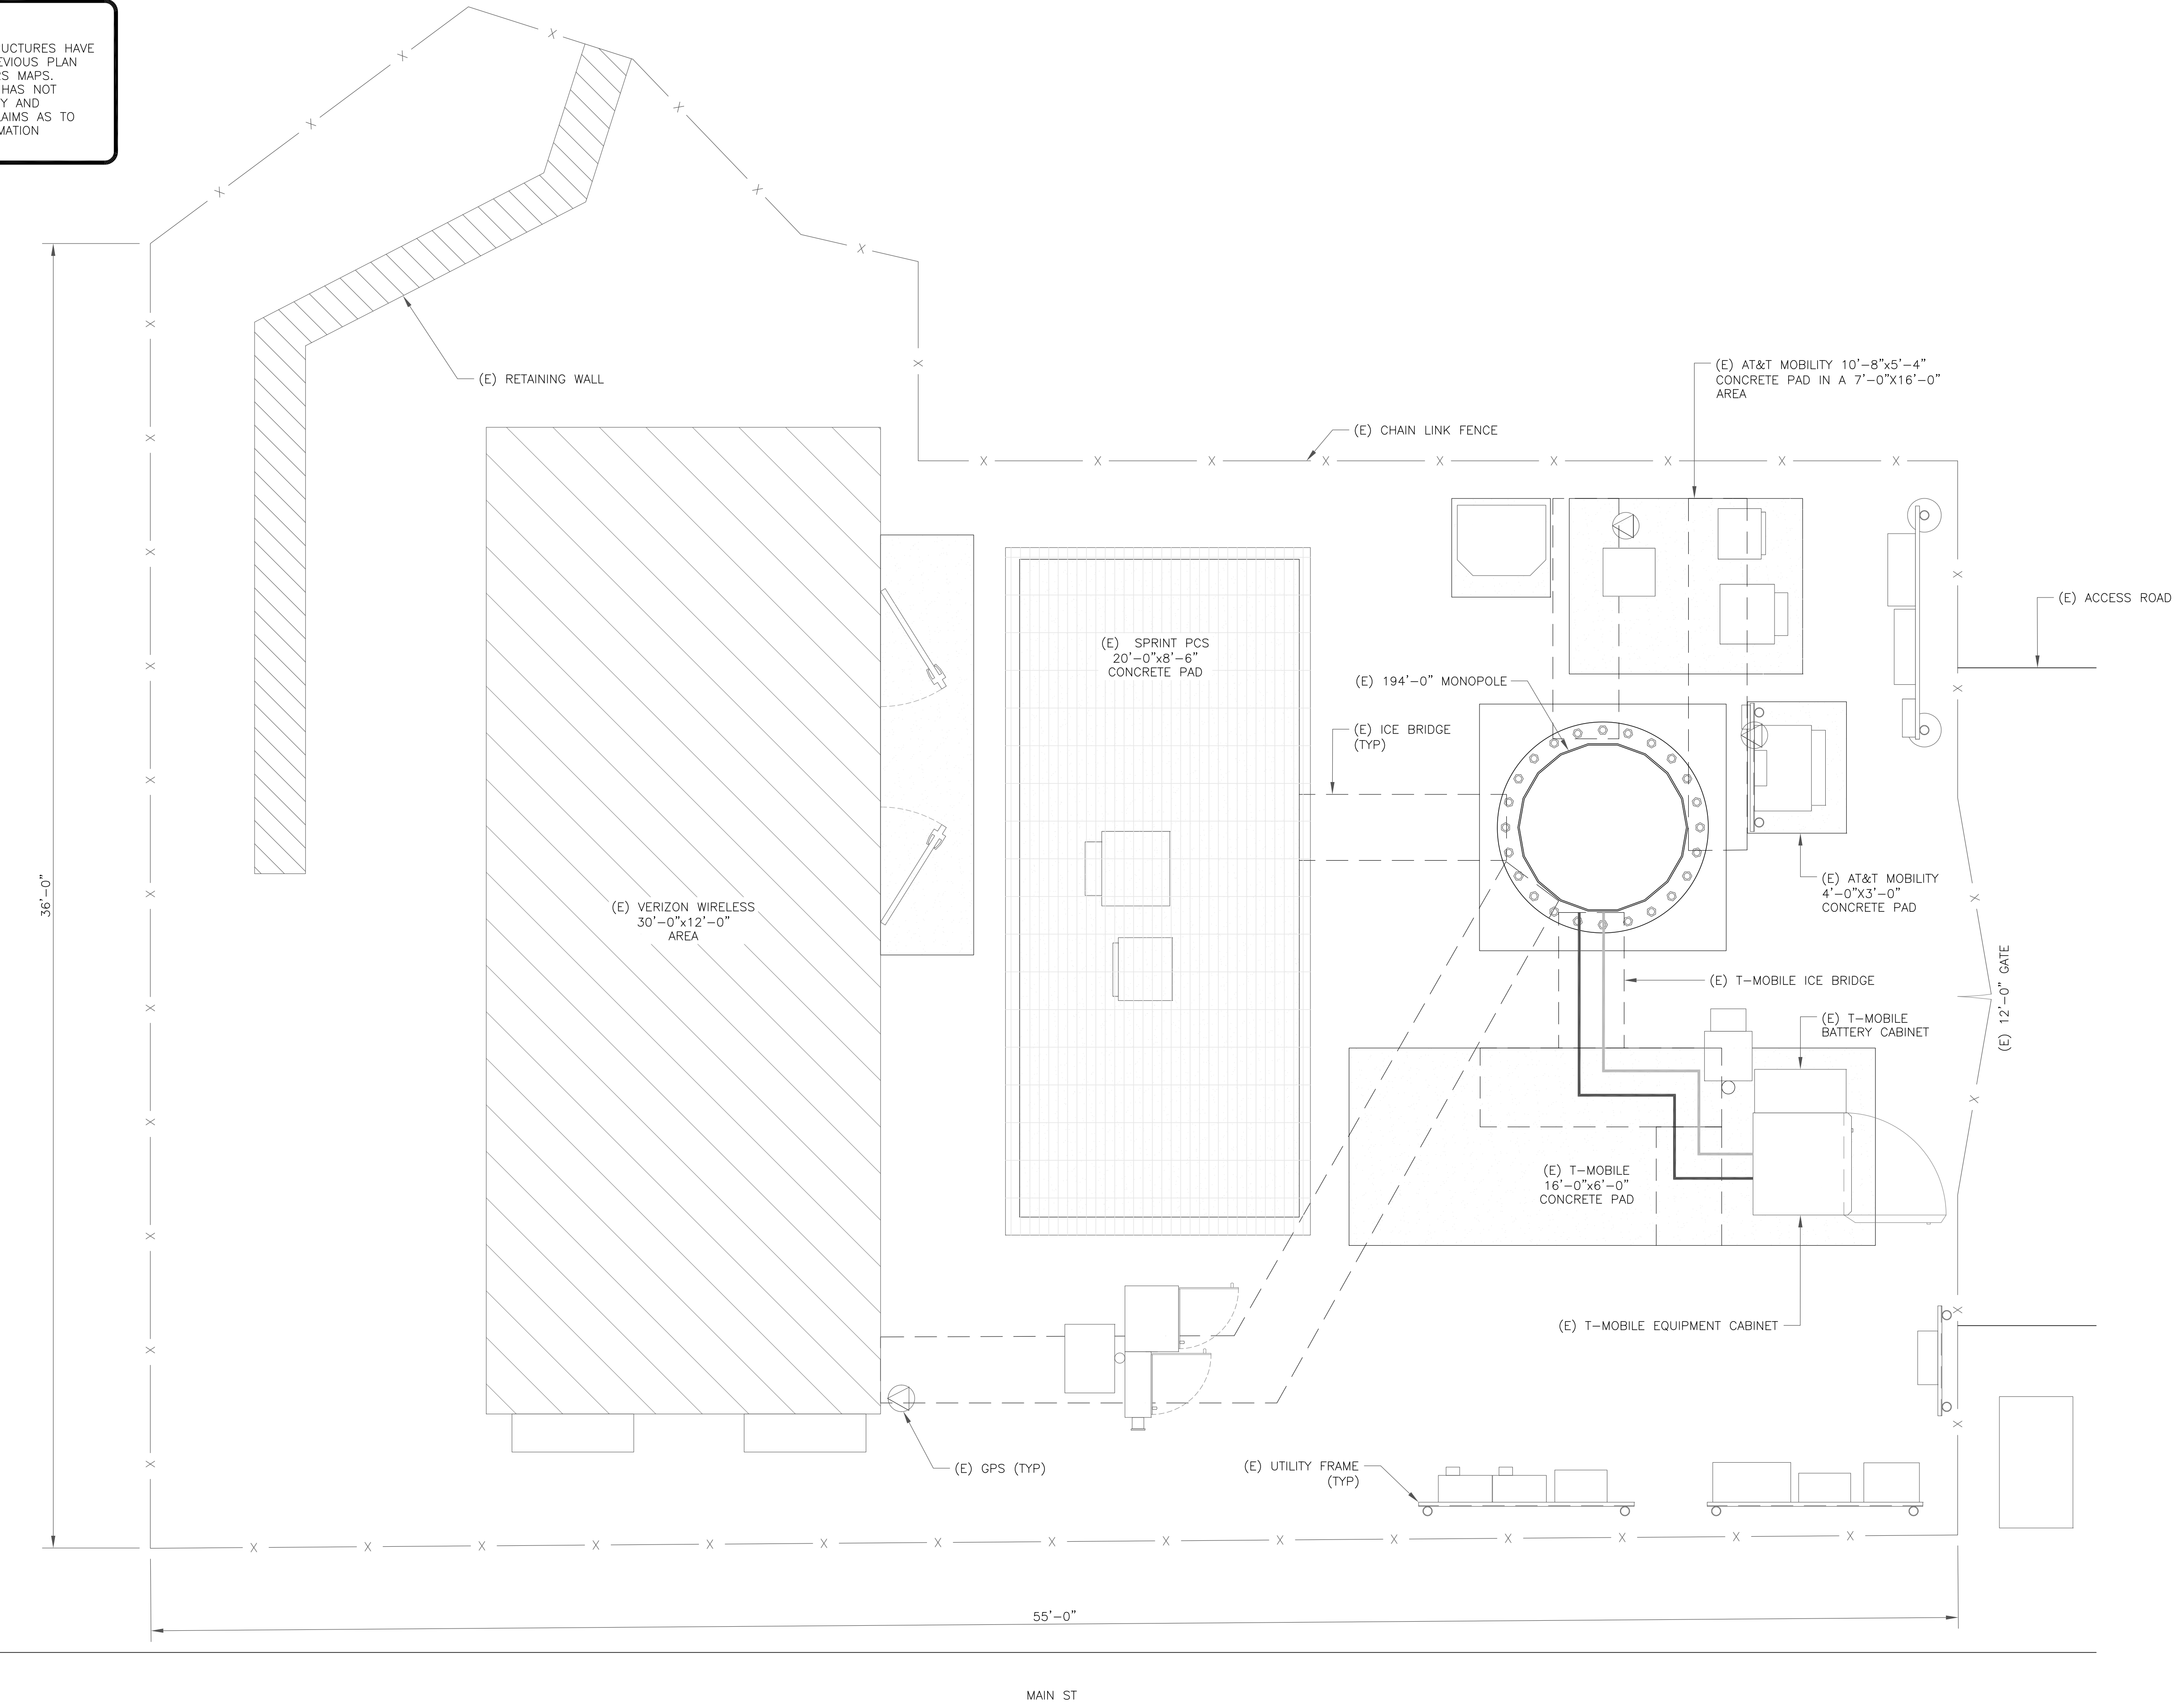 UCTURES HAVE
EVIOUS PLAN
RS MAPS.
HAS NOT
Y AND
AIMS AS TO
MATION
(E) RETAINING WALL
(E) AT&T MOBILITY 10'-8"x5'-4"
CONCRETE PAD IN A 7'-0"X16'-0"
AREA
(E) CHAIN LINK FENCE
(E) ACCESS ROAD
(E) SPRINT PCS
20'-0"x8'-6"
CONCRETE PAD
(E) 194'-0" MONOPOLE
(E) ICE BRIDGE
(TYP)
36'-0"
(E) VERIZON WIRELESS
30'-0"x12'-0"
AREA
(E) AT&T MOBILITY
4'-0"X3'-0"
CONCRETE PAD
(E) 12'-0" GATE
(E) T-MOBILE ICE BRIDGE
(E) T-MOBILE
BATTERY CABINET
(E) T-MOBILE
16'-0"x6'-0"
CONCRETE PAD
(E) T-MOBILE EQUIPMENT CABINET
(E) GPS (TYP)
(E) UTILITY FRAME
(TYP)
55'-0"
MAIN ST